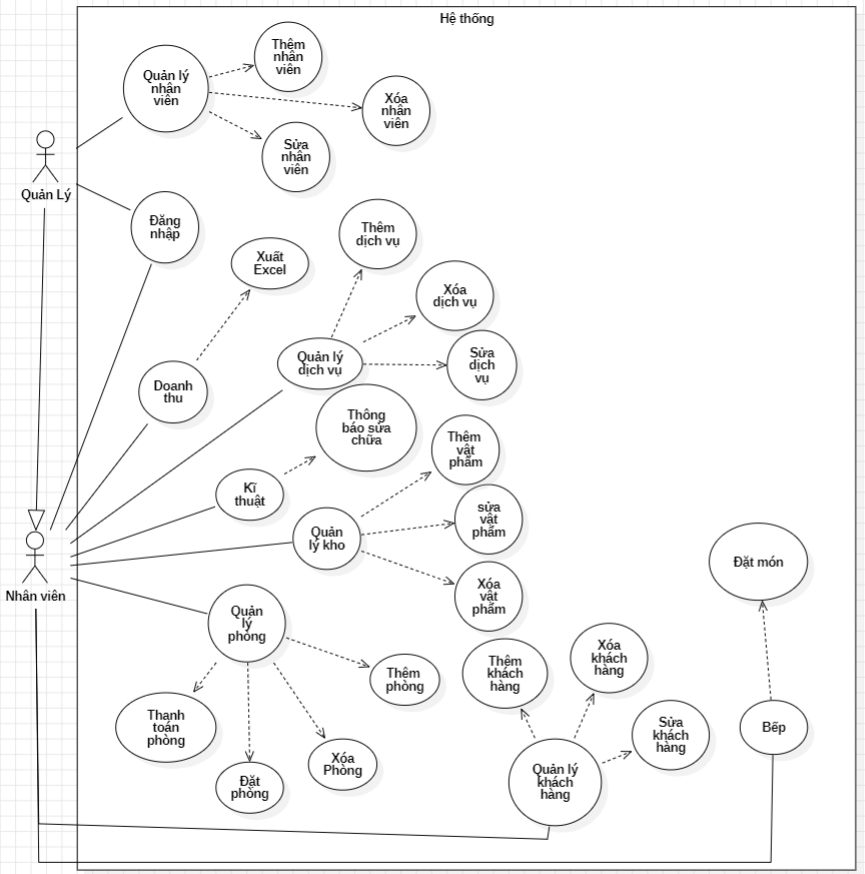 Hệ thống
Thêm
nhân
viên
Quản lý
nhân
viên
Xóa
nhân
viên
Sửa
nhân
viên
Quản Lý
Đăng
nhập
Thêm
dịch vụ
Xuất
Excel
Xóa
dịch vụ
Quản lý
dịch vụ
Sửa
dịch
vụ
Doanh
thu
Thông
báo sửa
chữa
Thêm
vật
phẩm
Kĩ
thuật
sửa
vật
phẩm
Quản
lý kho
Đặt món
Nhân viên
Xóa
vật
phẩm
Quản
lý
phòng
Thêm
phòng
Thêm
khách
hàng
Xóa
khách
hàng
Thanh
toán
phòng
Sửa
khách
hàng
Bếp
Xóa
Phòng
Đặt
phòng
Quản lý
khách
hàng